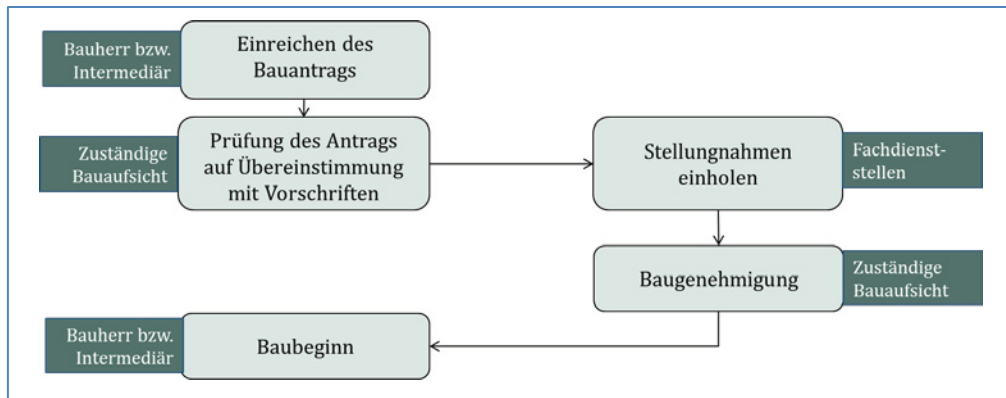 Bauherr bzw.
Intermediär
Einreichen des
Bauantrags
Zuständige
Bauaufsicht
Prüfung des Antrags
auf Übereinstimmung
mit Vorschriften
Stellungnahmen
einholen
Fachdienst-
stellen
Baugenehmigung
Zuständige
Bauaufsicht
Bauherr bzw.
Intermediär
Baubeginn